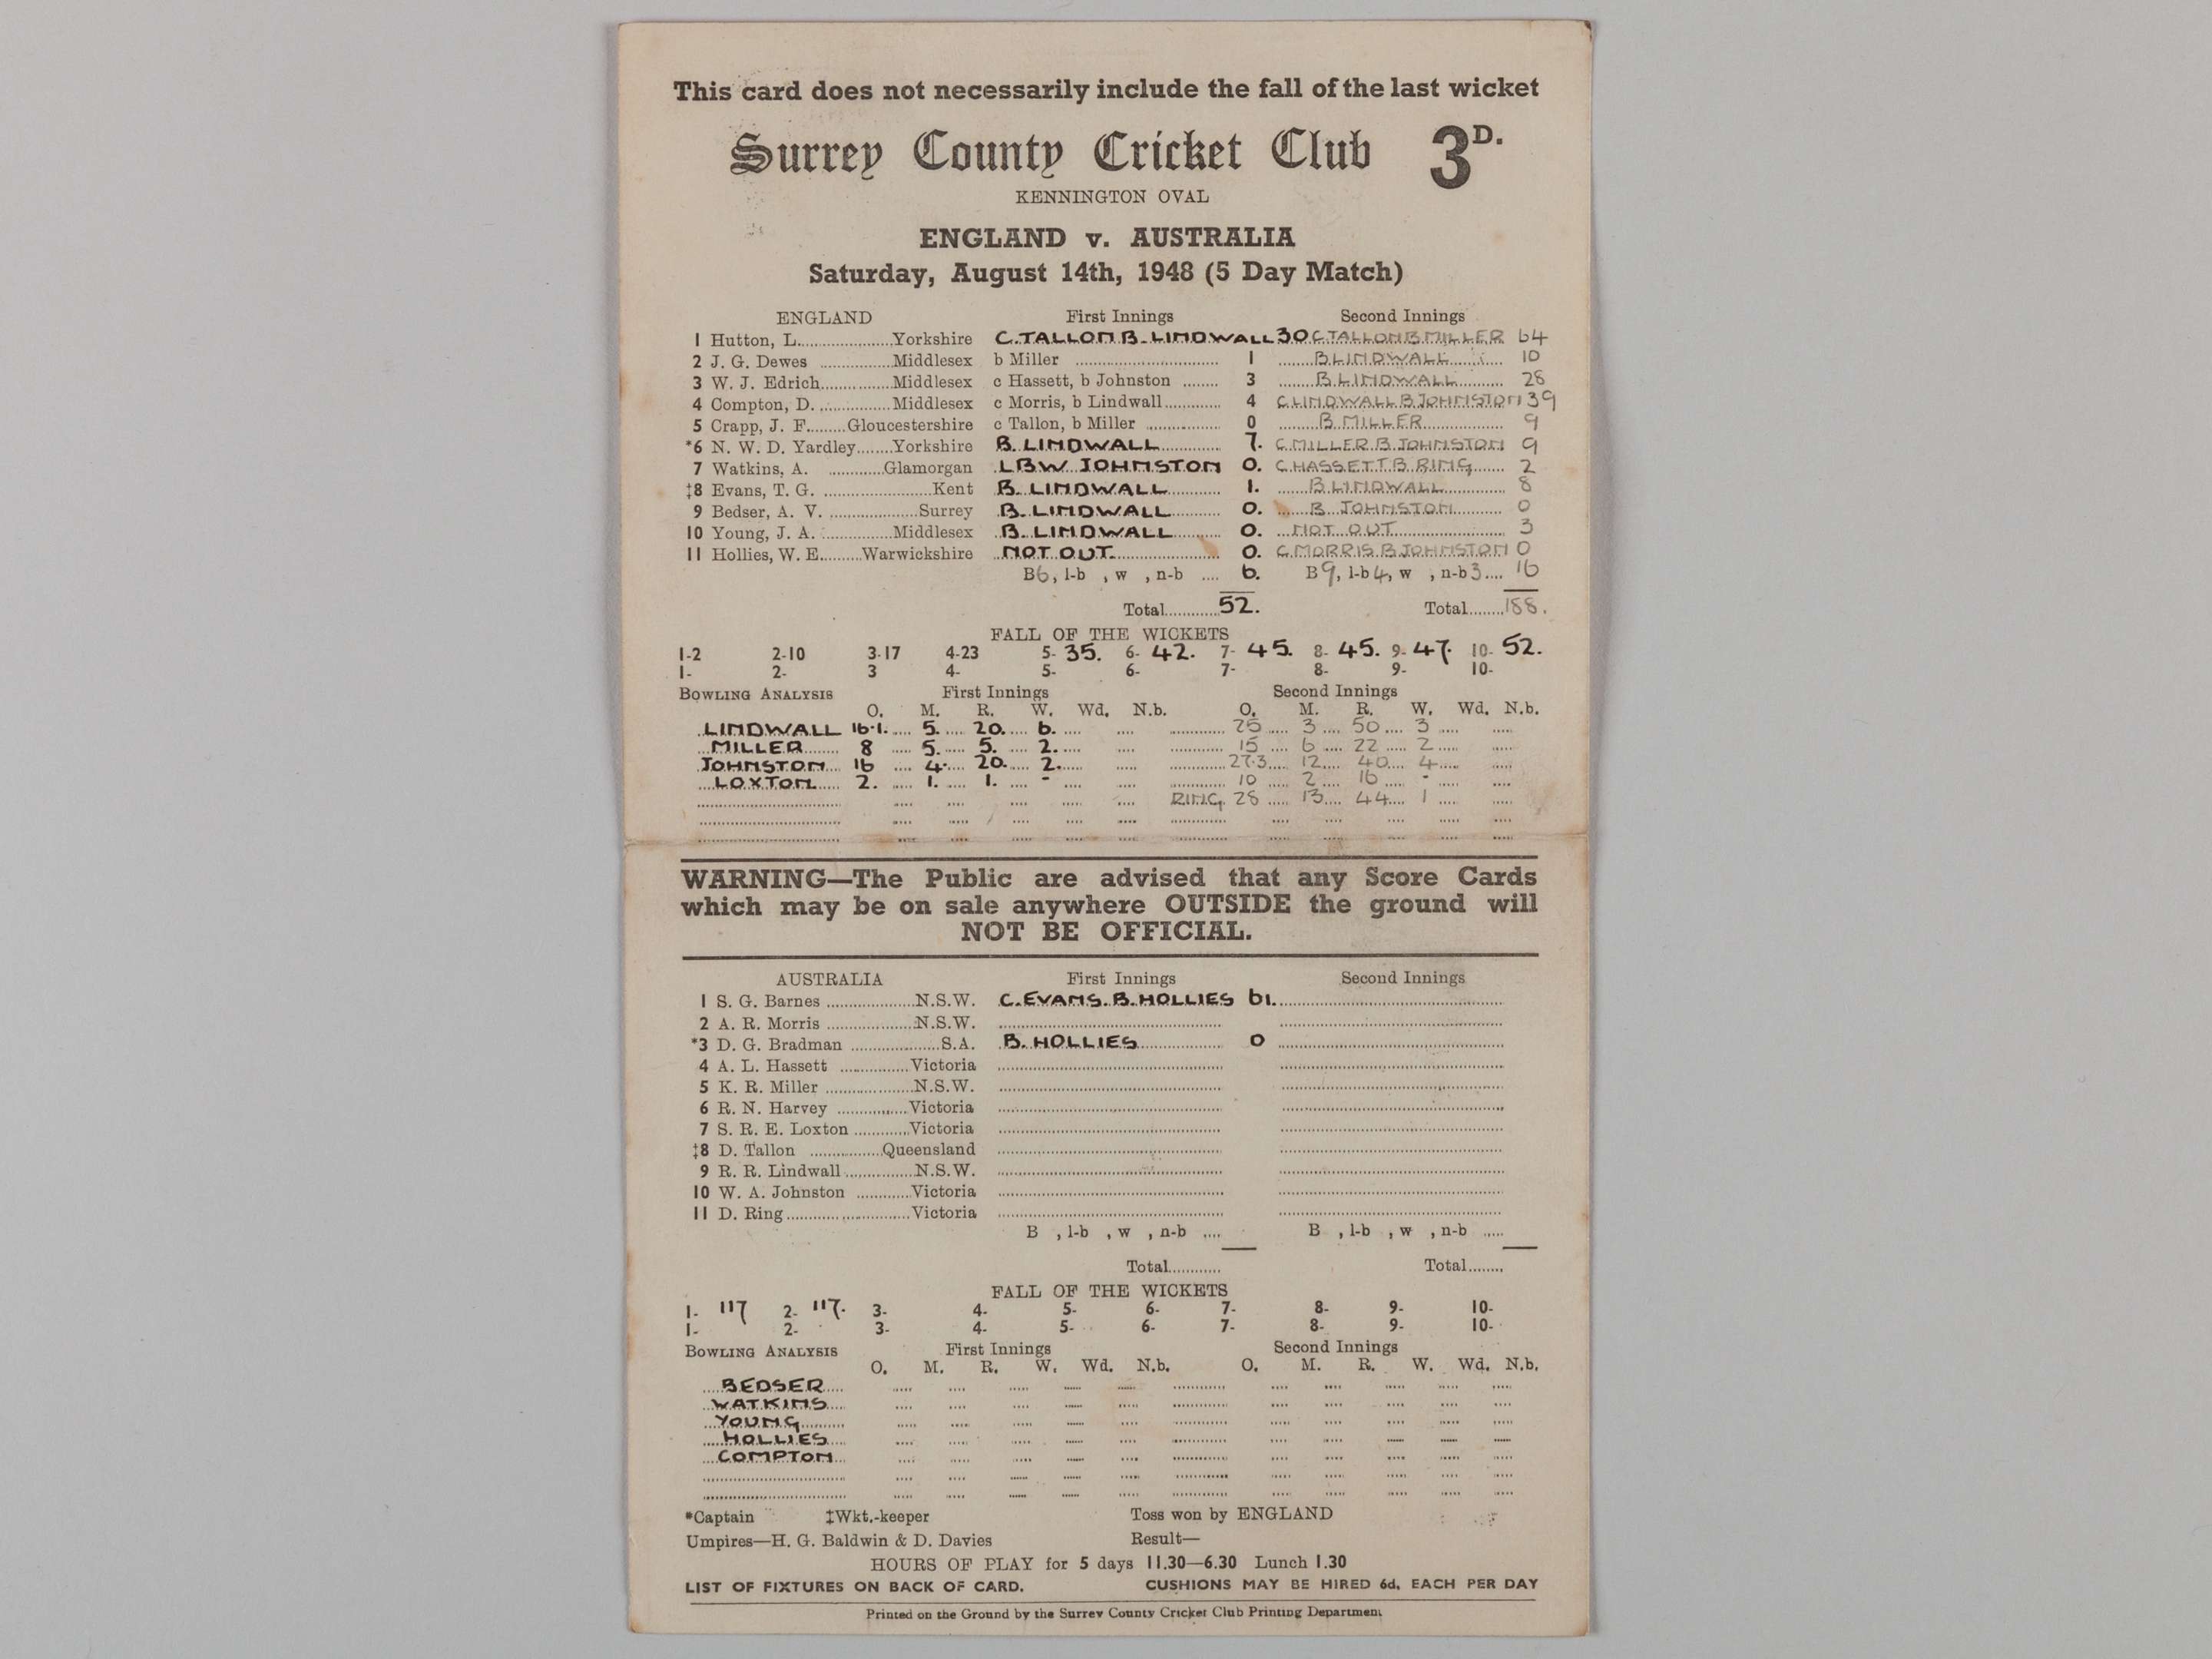 This card does not necessarily include the fall of the last wicket
Surrey County Cricket Club 3D.
KENNINGTON OVAL
ENGLAND v. AUSTRALIA
Saturday, August 14th, 1948 (5 Day Match)
ENGLAND First Innings Second Innings
1 Hutton, L. Yorkshire C. TALLON B. LINDWALL 30 C. TALLON B MILLER 64
2 J. G. Dewes Middlesex b Miller 1 B LINDWALL 10
3 W. J. Edrich Middlesex c Hassett, b Johnston 3 B. LINDWALL 28
4 Compton, D. Middlesex c Morris, b Lindwall 4 C. LINDWALL B JOHNSTON 39
5 Crapp, J. F. Gloucestershire c Tallon, b Miller 0 B. MILLER 9
*6 N. W. D. Yardley Yorkshire B. LINDWALL 7. C. MILLER. B. JOHNSTON 9
7 Watkins, A. Glamorgan LBW JOHNSTON 0. C. HASSETT. B. RING 2
‡8 Evans, T. G. Kent B. LINDWALL 1. B. LINDWALL 8
9 Bedser, A. V. Surrey B. LINDWALL 0. B. JOHNSTON 0
10 Young, J. A. Middlesex B. LINDWALL 0. NOT OUT 3
11 Hollies, W. E. Warwickshire NOT OUT 0. C. MORRIS. B JOHNSTON 0
B6, l-b , w , n-b .... 6. B9, l-b 4, w , n-b 3.... 16
Total 52. Total 188.
FALL OF THE WICKETS
1-2 2-10 3-17 4-23 5- 35. 6- 42. 7- 45. 8- 45. 9- 47. 10- 52.
1- 2- 3 4- 5- 6- 7- 8- 9- 10-
BOWLING ANALYSIS First Innings Second Innings
O. M. R. W. Wd. N.b. O. M. R. W. Wd. N.b.
LINDWALL 16·1. 5. 20. 6. 25 3 50 3
MILLER 8 5. 5. 2. 15 6 22 2
JOHNSTON 16 4. 20. 2. 27·3 12 40 4
LOXTON 2. 1. 1. - 10 2 16 -
RING 28 13 44 1
WARNING—The Public are advised that any Score Cards
which may be on sale anywhere OUTSIDE the ground will
NOT BE OFFICIAL.
AUSTRALIA First Innings Second Innings
1 S. G. Barnes N.S.W. C. EVANS. B. HOLLIES 61.
2 A. R. Morris N.S.W.
*3 D. G. Bradman S.A. B. HOLLIES 0
4 A. L. Hassett Victoria
5 K. R. Miller N.S.W.
6 R. N. Harvey Victoria
7 S. R. E. Loxton Victoria
‡8 D. Tallon Queensland
9 R. R. Lindwall N.S.W.
10 W. A. Johnston Victoria
11 D. Ring Victoria
B , l-b , w , n-b .... B , l-b , w , n-b ....
Total Total
FALL OF THE WICKETS
1- 117 2- 117. 3- 4- 5- 6- 7- 8- 9- 10-
1- 2- 3- 4- 5- 6- 7- 8- 9- 10-
BOWLING ANALYSIS First Innings Second Innings
O. M. R. W. Wd. N.b. O. M. R. W. Wd. N.b.
BEDSER
WATKINS
YOUNG
HOLLIES
COMPTON
*Captain ‡Wkt.-keeper Toss won by ENGLAND
Umpires—H. G. Baldwin & D. Davies Result—
HOURS OF PLAY for 5 days 11.30—6.30 Lunch 1.30
LIST OF FIXTURES ON BACK OF CARD. CUSHIONS MAY BE HIRED 6d. EACH PER DAY
Printed on the Ground by the Surrey County Cricket Club Printing Department